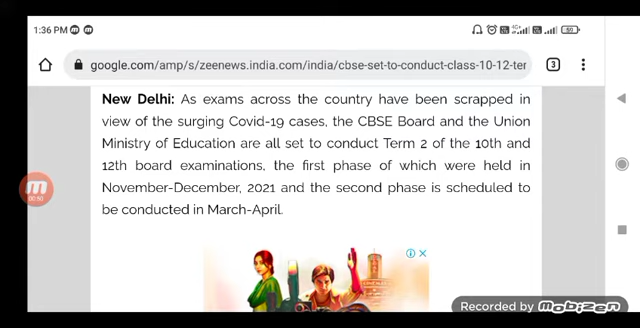 1:36 PM
google.com/amp/s/zeenews.india.com/india/cbse-set-to-conduct-class-10-12-ter
3
New Delhi: As exams across the country have been scrapped in
view of the surging Covid-19 cases, the CBSE Board and the Union
Ministry of Education are all set to conduct Term 2 of the 10th and
12th board examinations, the first phase of which were held in
November-December, 2021 and the second phase is scheduled to
be conducted in March-April.
00:50
Recorded by Mobizen